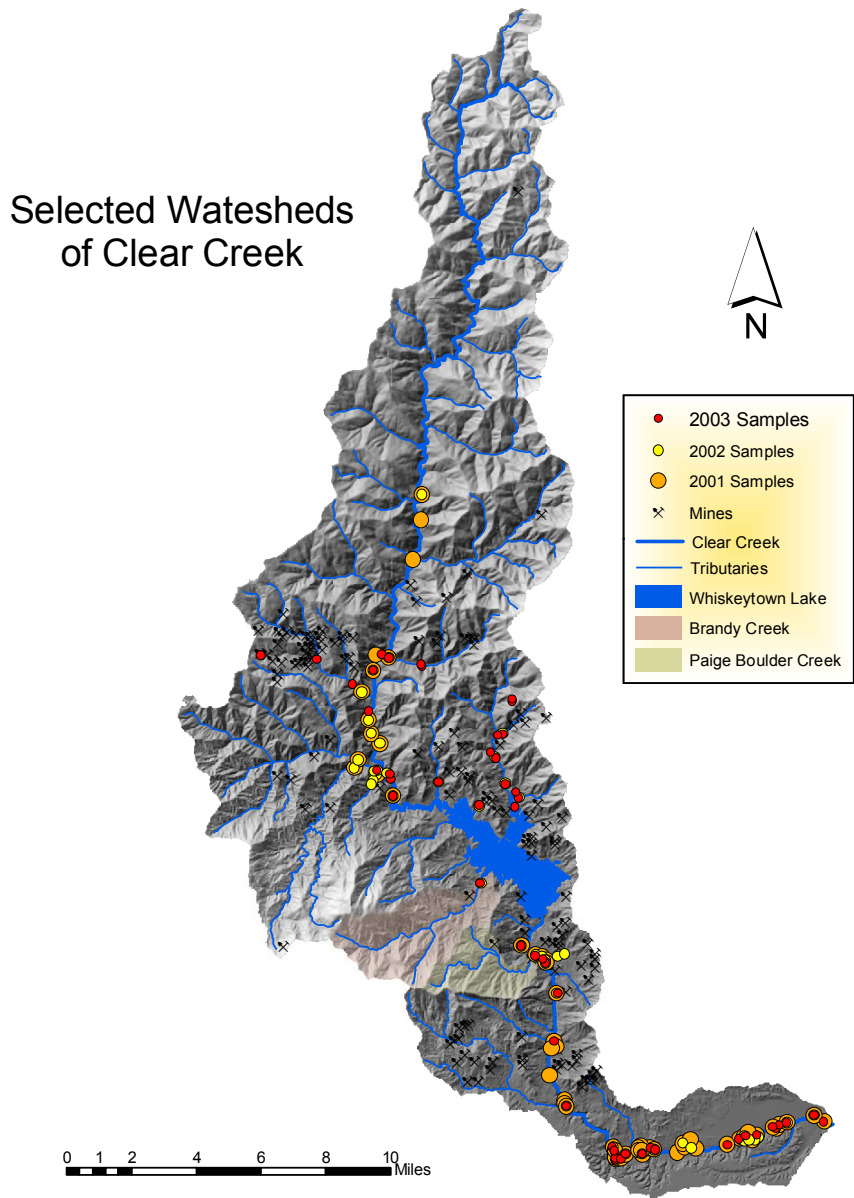 Selected Watesheds
of Clear Creek
N
2003 Samples
2002 Samples
2001 Samples
Mines
Clear Creek
Tributaries
Whiskeytown Lake
Brandy Creek
Paige Boulder Creek
0 1 2 4 6 8 10 Miles